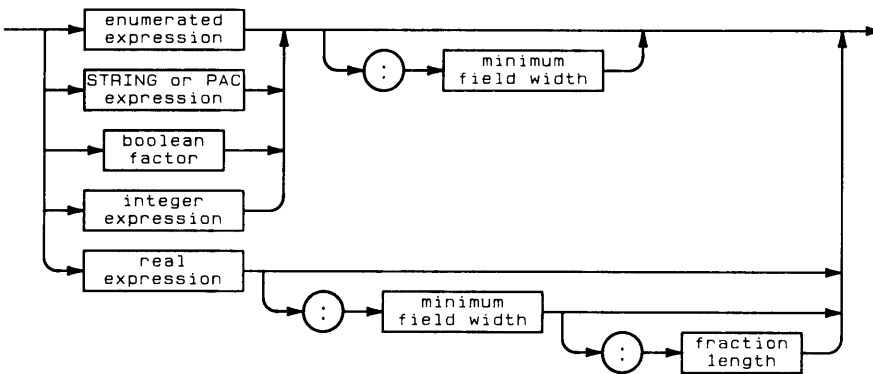 enumerated
expression
:
minimum
field width
STRING or PAC
expression
boolean
factor
integer
expression
real
expression
:
minimum
field width
:
fraction
length